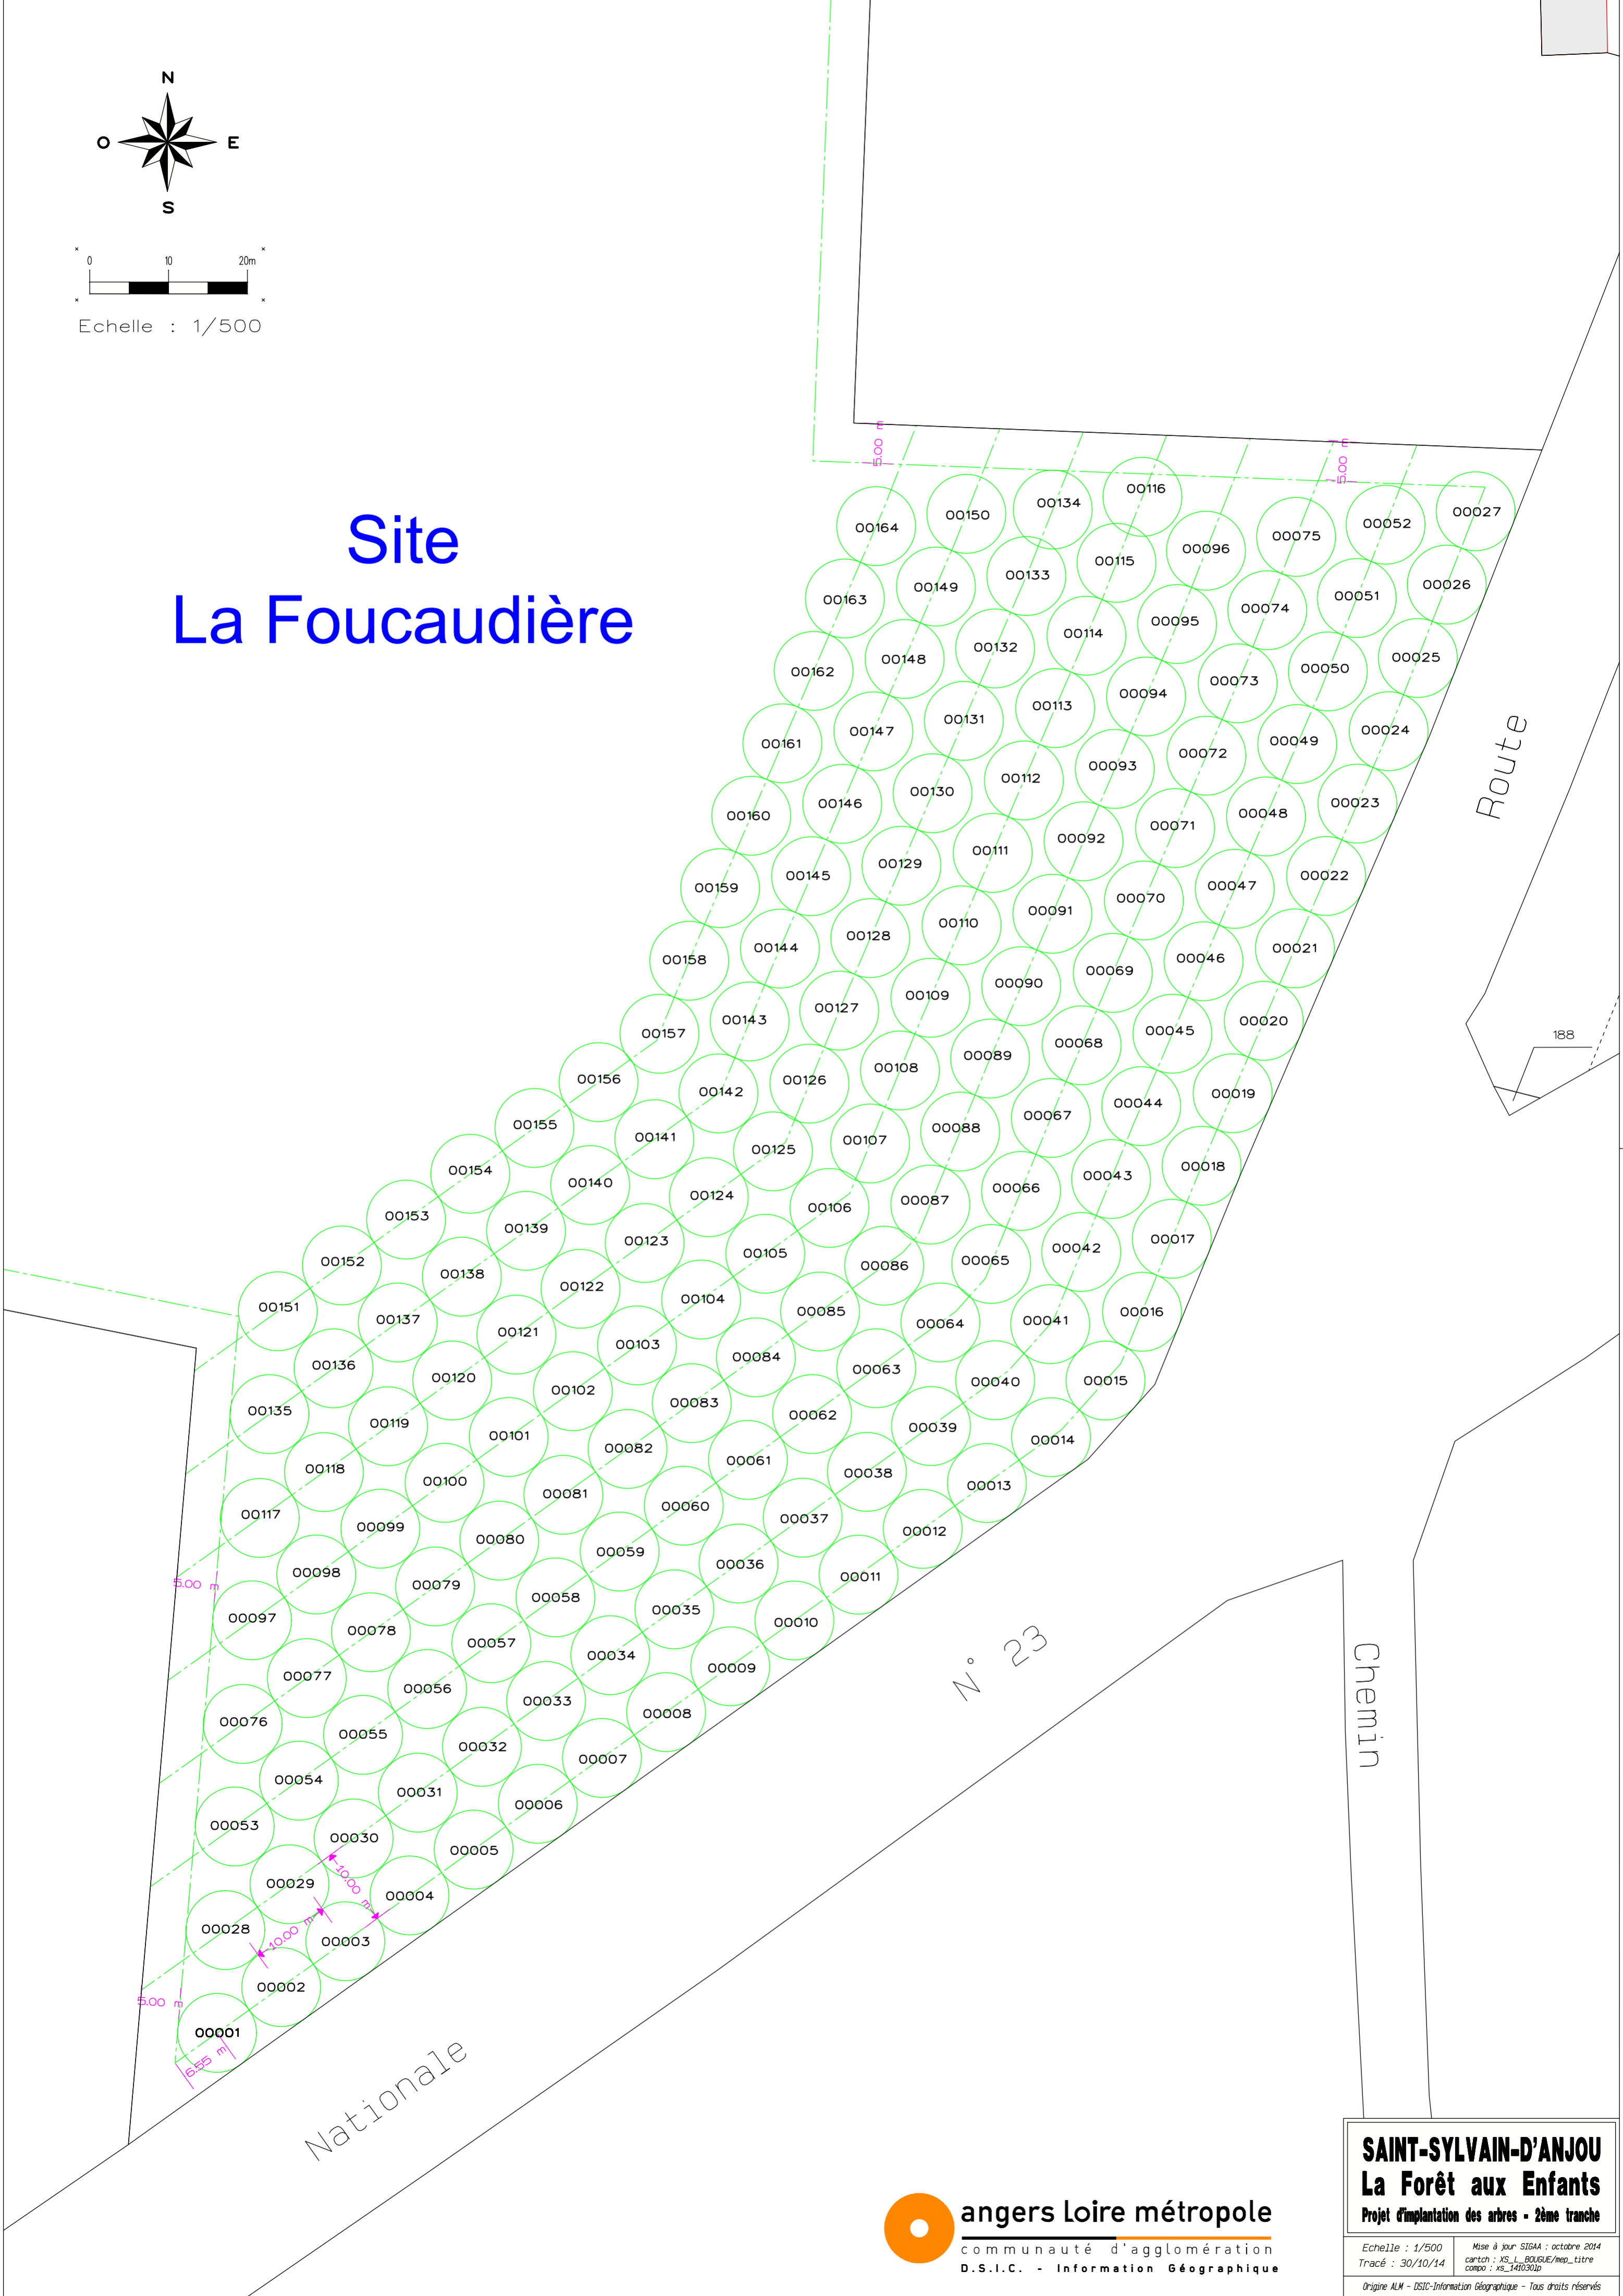 N
O E
S
0 10 20m
Echelle : 1/500
Site
La Foucaudière
5.00 m
5.00 m
00164 00150 00134 00116 00096 00075 00052 00027
00163 00149 00133 00115 00095 00074 00051 00026
00162 00148 00132 00114 00094 00073 00050 00025
00161 00147 00131 00113 00093 00072 00049 00024
00160 00146 00130 00112 00092 00071 00048 00023
00159 00145 00129 00111 00091 00070 00047 00022
00158 00144 00128 00110 00090 00069 00046 00021
00157 00143 00127 00109 00089 00068 00045 00020
00156 00142 00126 00108 00088 00067 00044 00019
00155 00141 00125 00107 00087 00066 00043 00018
00154 00140 00124 00106 00086 00065 00042 00017
00153 00139 00123 00105 00085 00064 00041 00016
00152 00138 00122 00104 00084 00063 00040 00015
00151 00137 00121 00103 00083 00062 00039 00014
00136 00120 00102 00082 00061 00038 00013
00135 00119 00101 00081 00060 00037 00012
00118 00100 00080 00059 00036 00011
00117 00099 00079 00058 00035 00010
00098 00078 00057 00034 00009
00097 00077 00056 00033 00008
00076 00055 00032 00007
00054 00031 00006
00053 00030 00005
00029 00004
00028 00003
00002
00001
5.00 m
10.00 m
10.00 m
5.00 m
6.55 m
Route
188
N° 23
Chemin
Nationale
angers Loire métropole
communauté d'agglomération
D.S.I.C. - Information Géographique
SAINT-SYLVAIN-D'ANJOU
La Forêt aux Enfants
Projet d'implantation des arbres - 2ème tranche
Echelle : 1/500
Tracé : 30/10/14
Mise à jour SIGAA : octobre 2014
cartch : XS_L_BOUGUE/mep_titre
compo : xs_141030lp
Origine ALM - DSIC-Information Géographique - Tous droits réservés